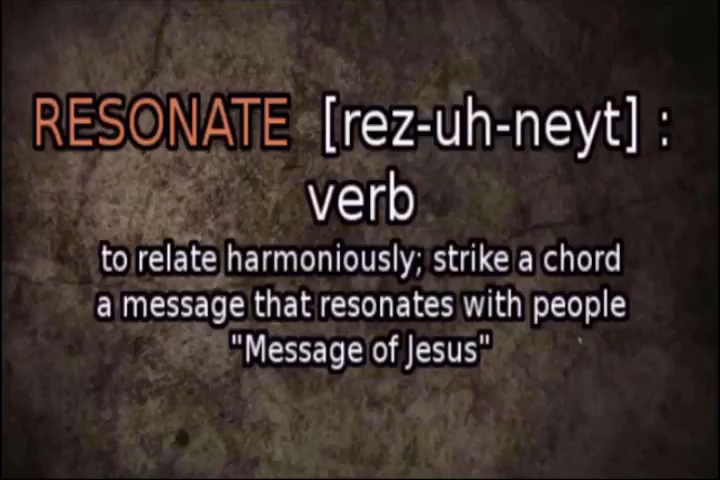 RESONATE [rez-uh-neyt] :
verb
to relate harmoniously; strike a chord
a message that resonates with people
"Message of Jesus"